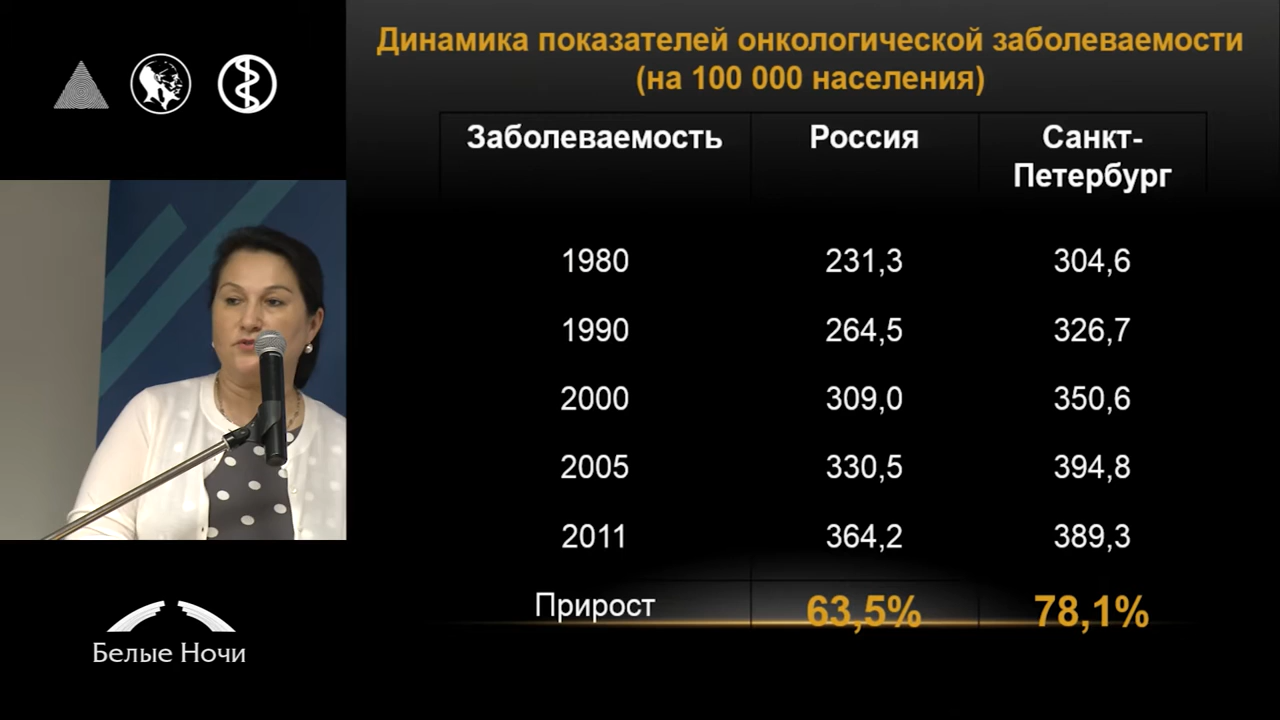 Динамика показателей онкологической заболеваемости
(на 100 000 населения)
Заболеваемость Россия Санкт-
Петербург
1980 231,3 304,6
1990 264,5 326,7
2000 309,0 350,6
2005 330,5 394,8
2011 364,2 389,3
Прирост 63,5% 78,1%
Белые Ночи